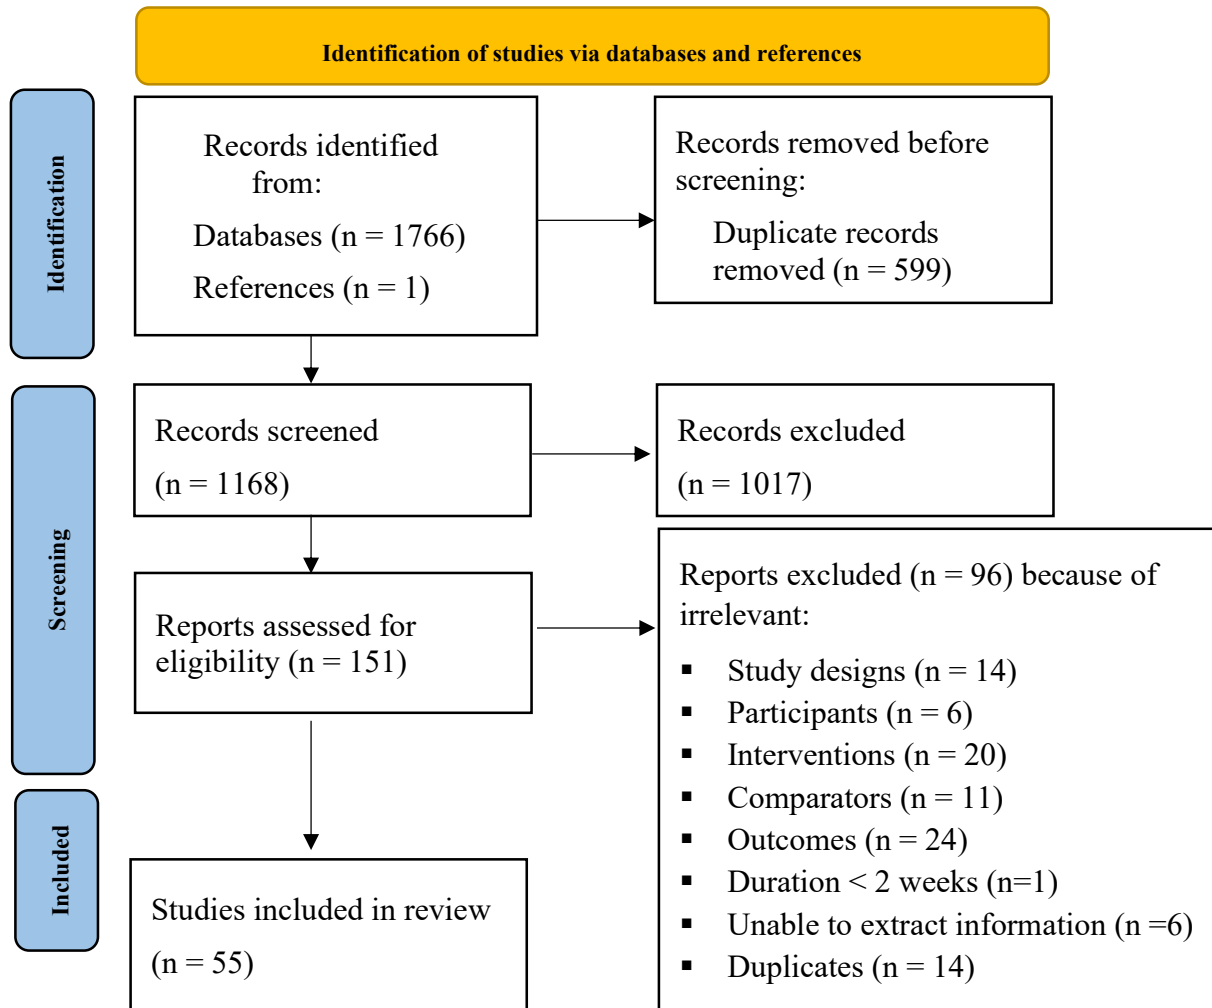 Identification of studies via databases and references
Identification
Records identified
from:
Databases (n = 1766)
References (n = 1)
Records removed before
screening:
Duplicate records
removed (n = 599)
Screening
Records screened
(n = 1168)
Records excluded
(n = 1017)
Reports assessed for
eligibility (n = 151)
Reports excluded (n = 96) because of
irrelevant:
▪ Study designs (n = 14)
▪ Participants (n = 6)
▪ Interventions (n = 20)
▪ Comparators (n = 11)
▪ Outcomes (n = 24)
▪ Duration < 2 weeks (n=1)
▪ Unable to extract information (n =6)
▪ Duplicates (n = 14)
Included
Studies included in review
(n = 55)